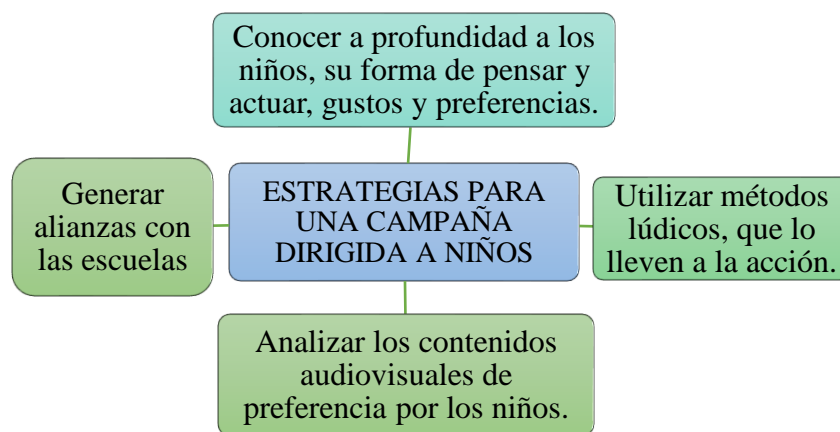 Conocer a profundidad a los
niños, su forma de pensar y
actuar, gustos y preferencias.
Generar
alianzas con
las escuelas
ESTRATEGIAS PARA
UNA CAMPAÑA
DIRIGIDA A NIÑOS
Utilizar métodos
lúdicos, que lo
lleven a la acción.
Analizar los contenidos
audiovisuales de
preferencia por los niños.